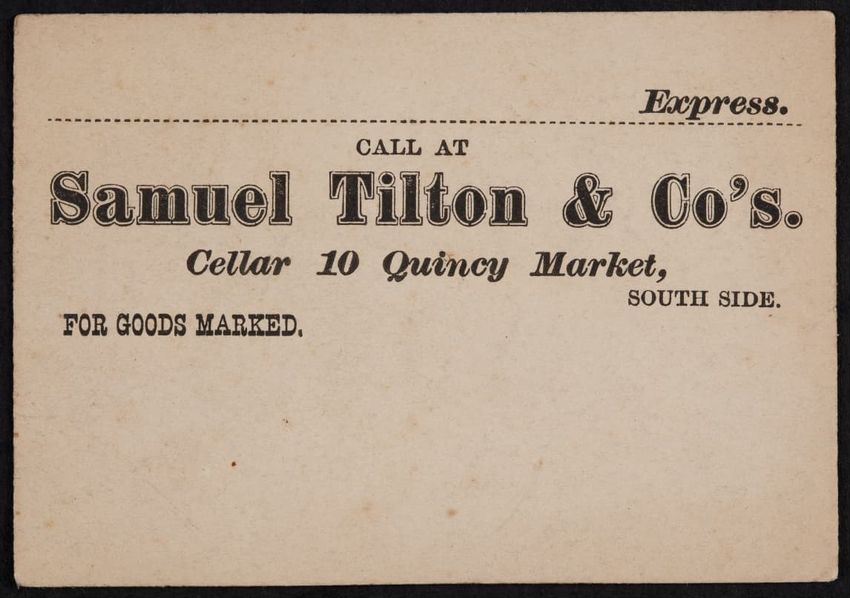 Express.
CALL AT
Samuel Tilton & Co's.
Cellar 10 Quincy Market,
SOUTH SIDE.
FOR GOODS MARKED.